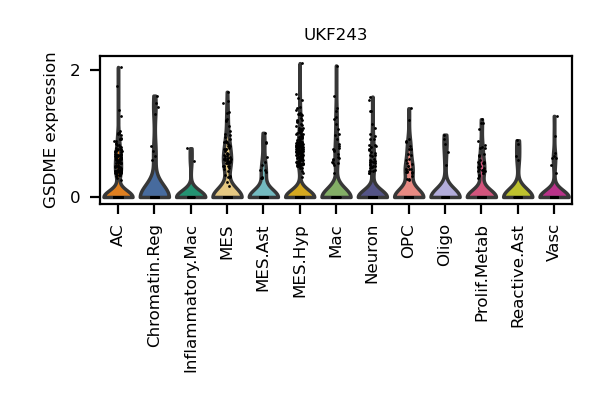 UKF243
GSDME expression
2
0
AC
Chromatin.Reg
Inflammatory.Mac
MES
MES.Ast
MES.Hyp
Mac
Neuron
OPC
Oligo
Prolif.Metab
Reactive.Ast
Vasc